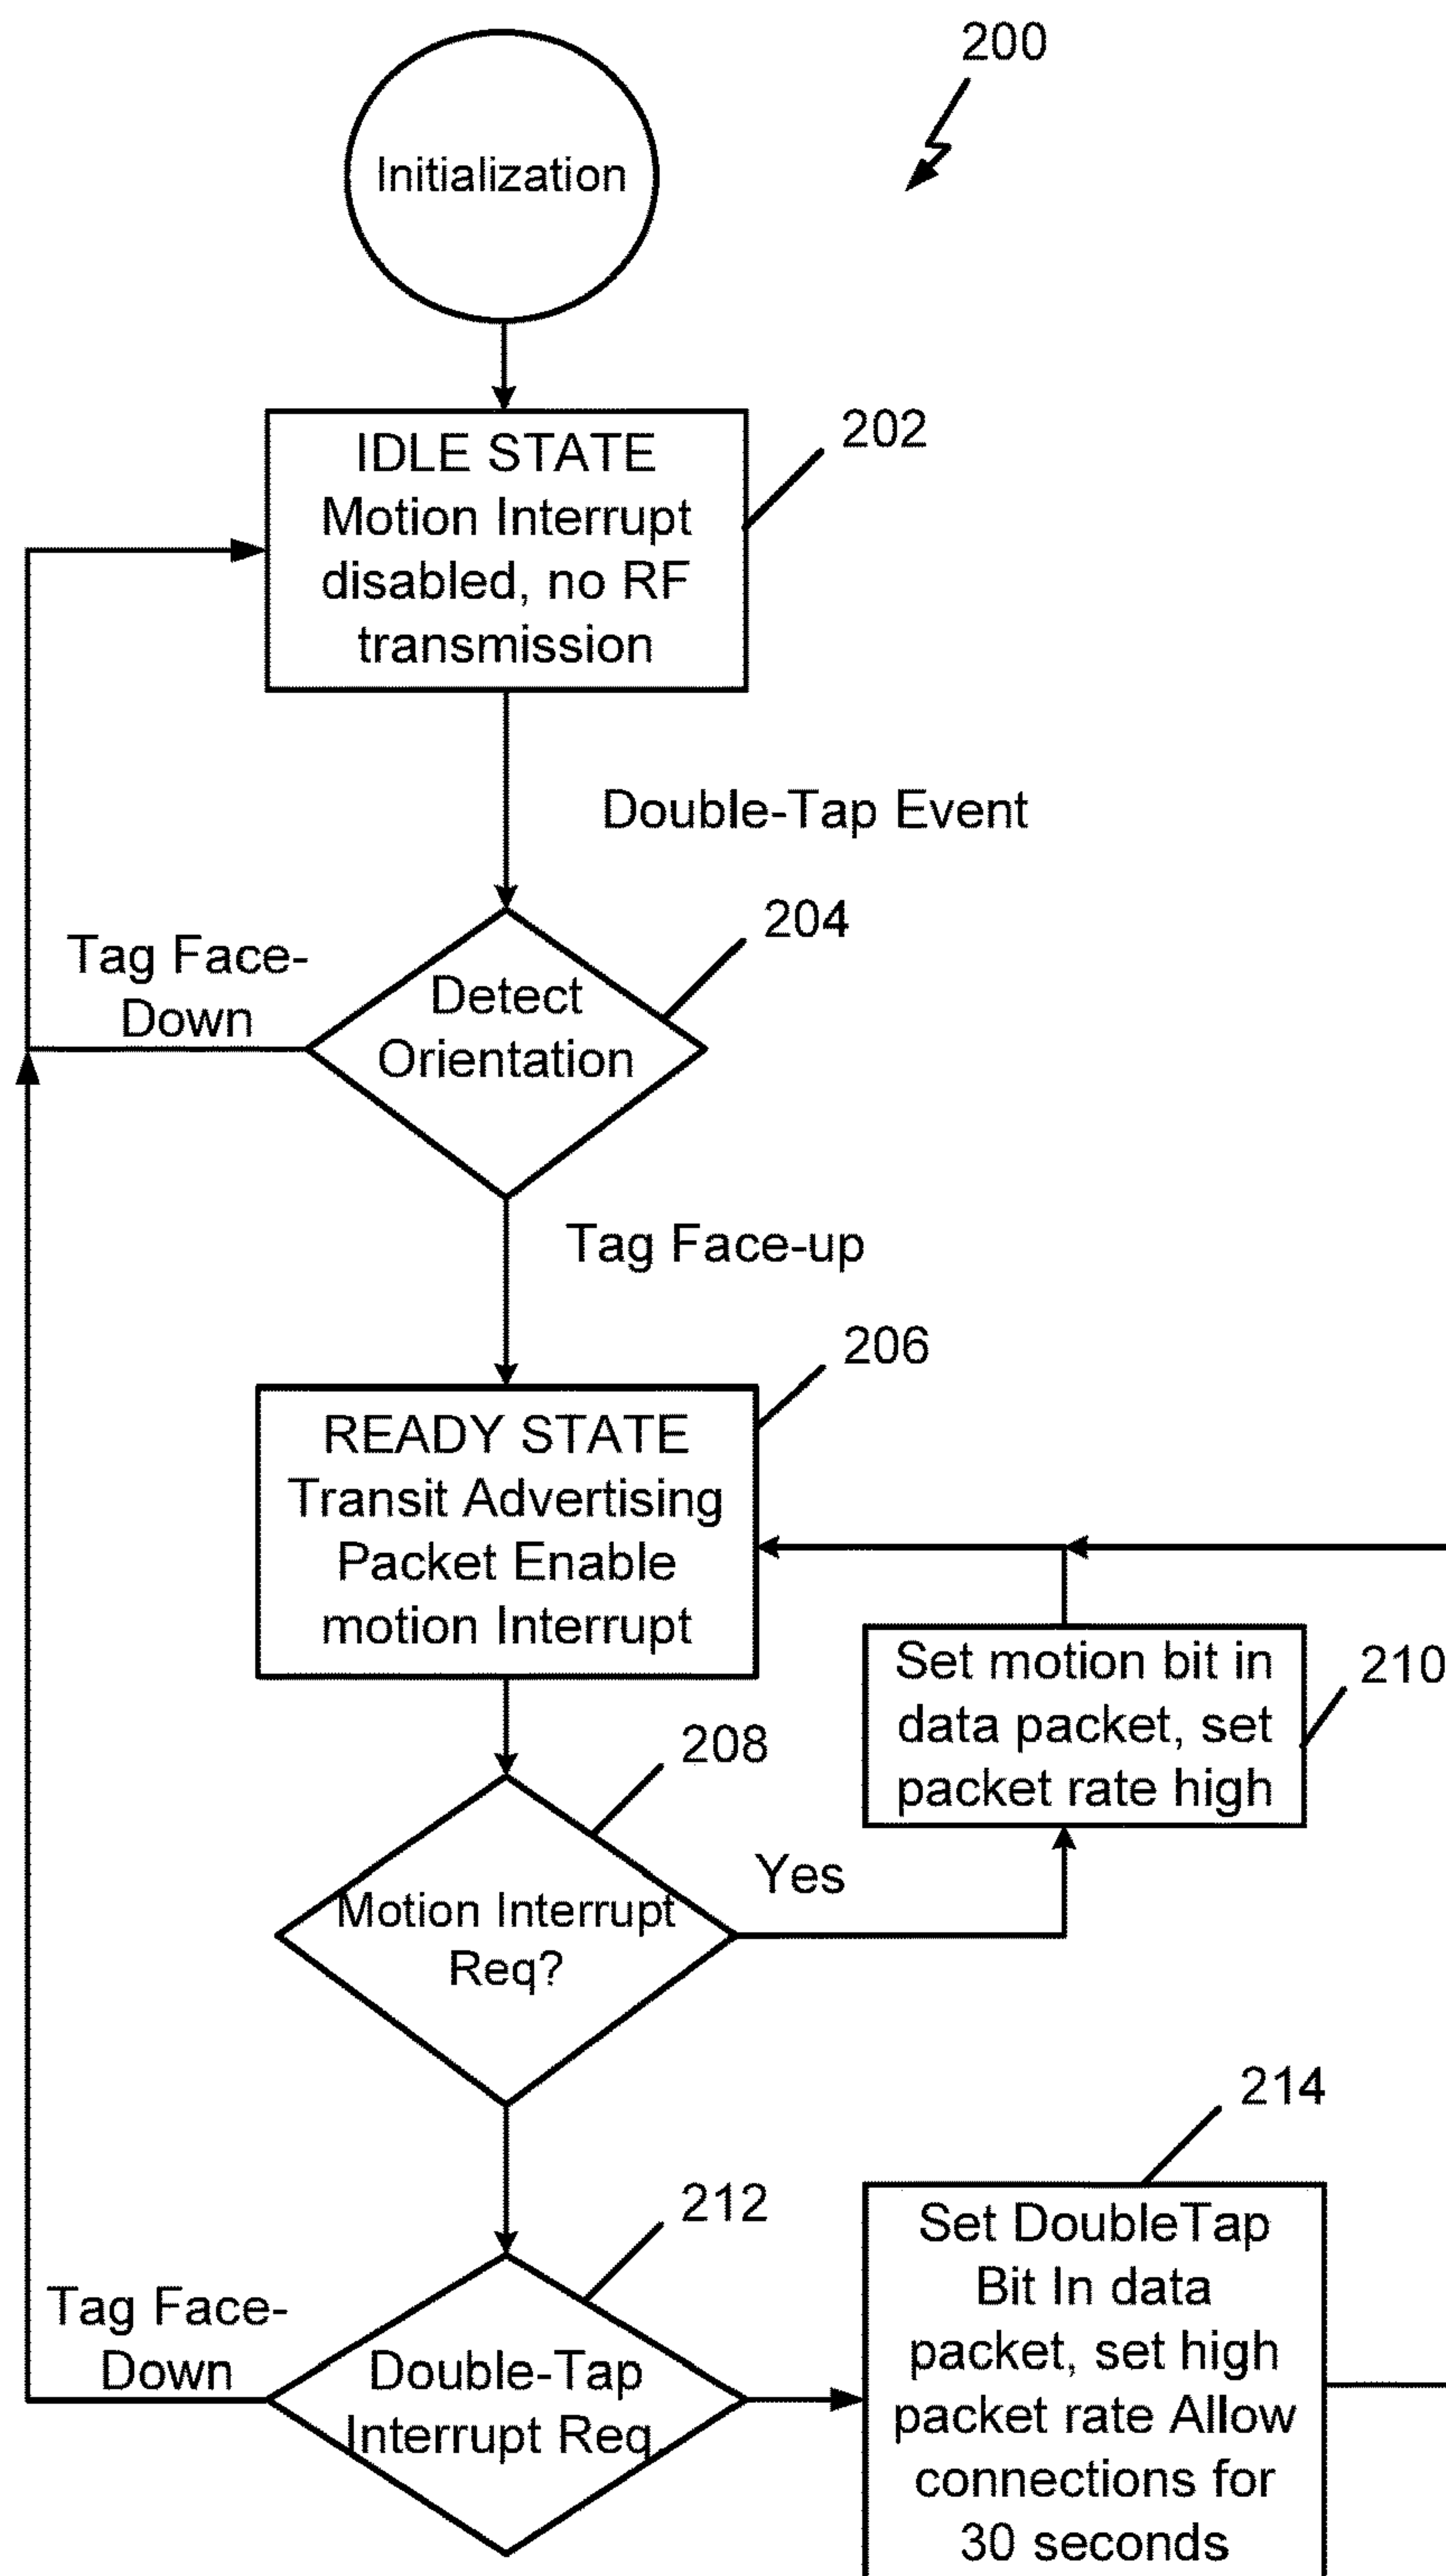 200
Initialization
IDLE STATE
Motion Interrupt
disabled, no RF
transmission
202
Double-Tap Event
204
Tag Face-
Down
Detect
Orientation
Tag Face-up
206
READY STATE
Transit Advertising
Packet Enable
motion Interrupt
Set motion bit in
data packet, set
packet rate high
210
208
Yes
Motion Interrupt
Req?
214
212
Tag Face-
Down
Double-Tap
Interrupt Req
Set DoubleTap
Bit In data
packet, set high
packet rate Allow
connections for
30 seconds